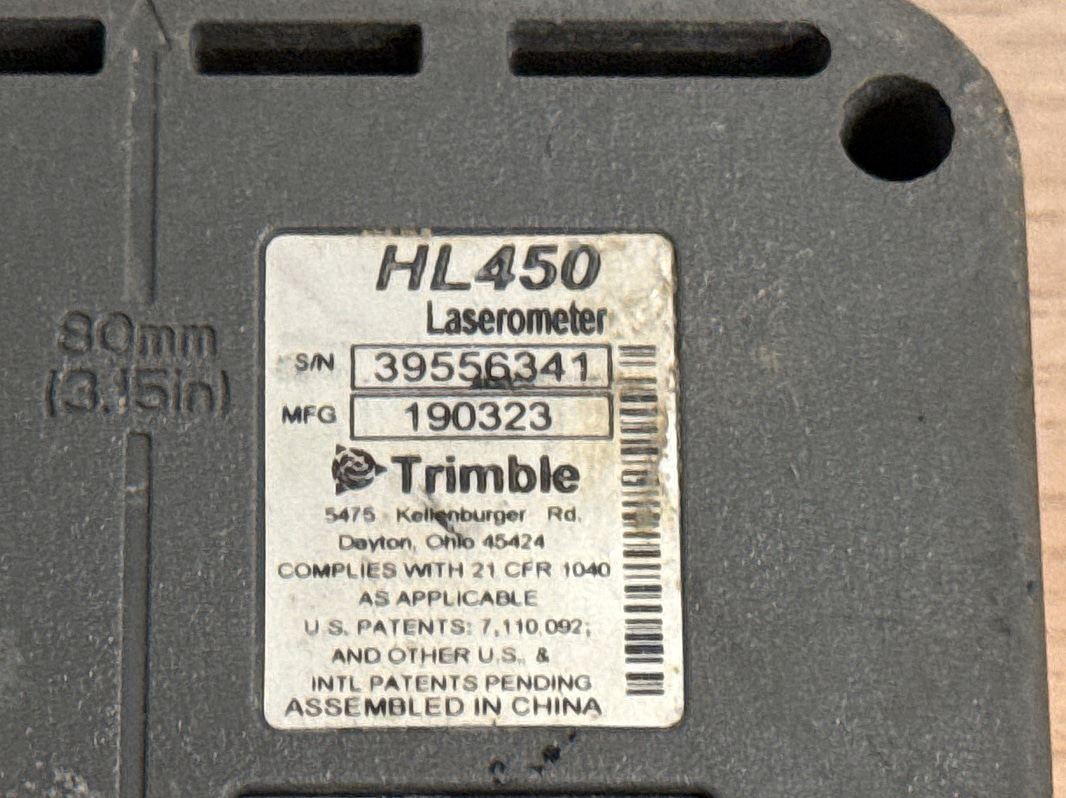 80mm
(3.15in)
HL450
Laserometer
S/N 39556341
MFG 190323
Trimble
5475 Kellenburger Rd.
Dayton, Ohio 45424
COMPLIES WITH 21 CFR 1040
AS APPLICABLE
U.S. PATENTS: 7,110,092;
AND OTHER U.S. &
INTL PATENTS PENDING
ASSEMBLED IN CHINA